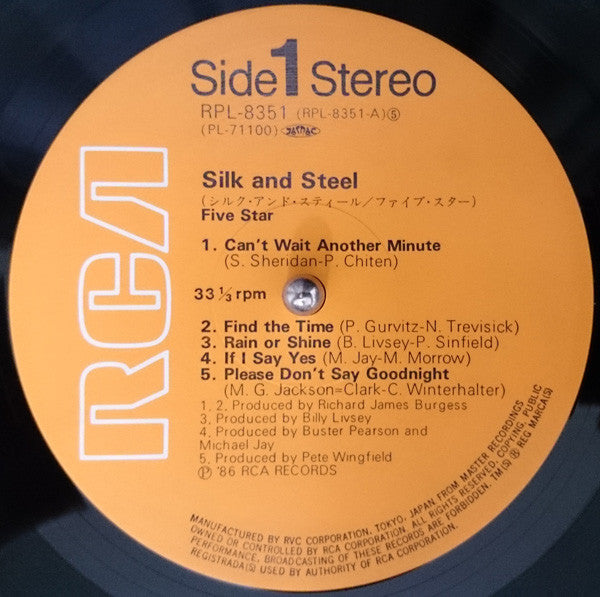 Side 1 Stereo
RPL-8351 (RPL-8351-A)⑤
(PL-71100) JASRAC
Silk and Steel
(シルク・アンド・スティール/ファイブ・スター)
Five Star
1. Can't Wait Another Minute
(S. Sheridan-P. Chiten)
33 ⅓ rpm
2. Find the Time (P. Gurvitz-N. Trevisick)
3. Rain or Shine (B. Livsey-P. Sinfield)
4. If I Say Yes (M. Jay-M. Morrow)
5. Please Don't Say Goodnight
(M. G. Jackson=Clark-C. Winterhalter)
1, 2, Produced by Richard James Burgess
3, Produced by Billy Livsey
4, Produced by Buster Pearson and
Michael Jay
5, Produced by Pete Wingfield
Ⓟ '86 RCA RECORDS
RCA
MANUFACTURED BY RVC CORPORATION, TOKYO, JAPAN FROM MASTER RECORDINGS
OWNED OR CONTROLLED BY RCA CORPORATION. ALL RIGHTS RESERVED. COPYING, PUBLIC
PERFORMANCE, BROADCASTING OF THESE RECORDS ARE FORBIDDEN. TM(S) ® REG MARCA(S)
REGISTRADA(S) USED BY AUTHORITY OF RCA CORPORATION.